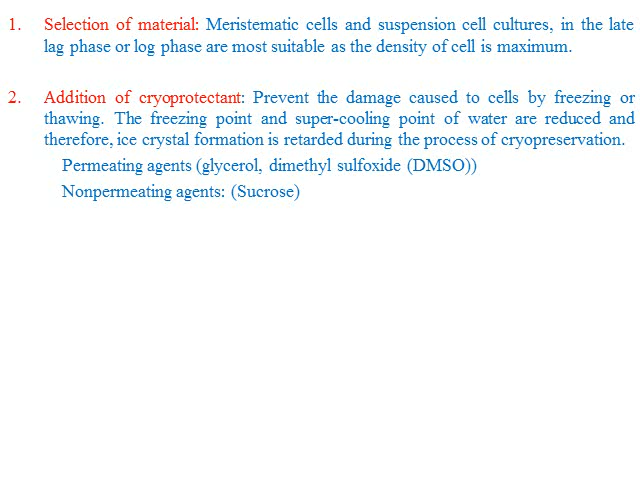 1. Selection of material: Meristematic cells and suspension cell cultures, in the late
lag phase or log phase are most suitable as the density of cell is maximum.
2. Addition of cryoprotectant: Prevent the damage caused to cells by freezing or
thawing. The freezing point and super-cooling point of water are reduced and
therefore, ice crystal formation is retarded during the process of cryopreservation.
Permeating agents (glycerol, dimethyl sulfoxide (DMSO))
Nonpermeating agents: (Sucrose)